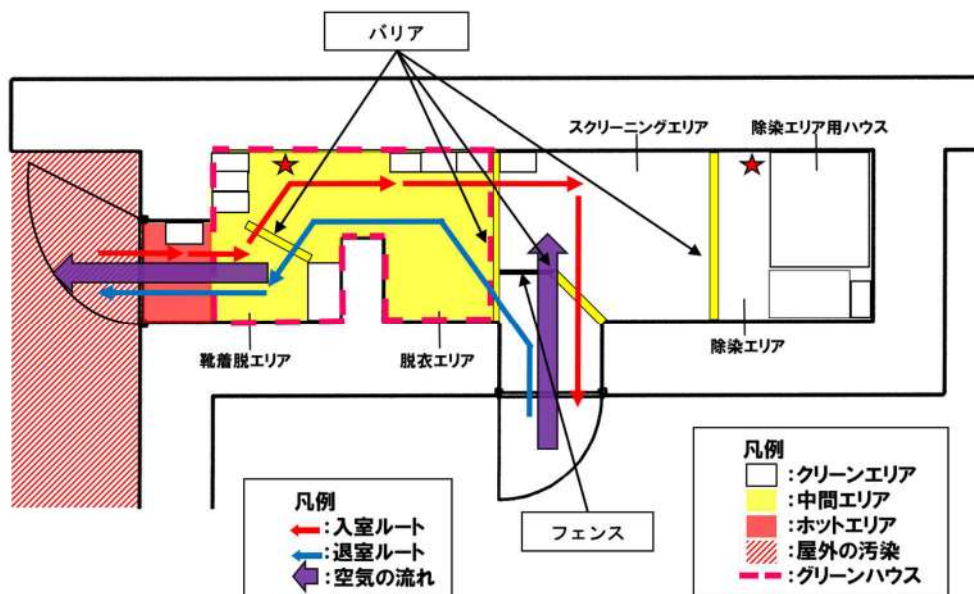 バリア
スクリーニングエリア
除染エリア用ハウス
靴着脱エリア
脱衣エリア
除染エリア
フェンス
凡例
:入室ルート
:退室ルート
:空気の流れ
凡例
:クリーンエリア
:中間エリア
:ホットエリア
:屋外の汚染
:グリーンハウス